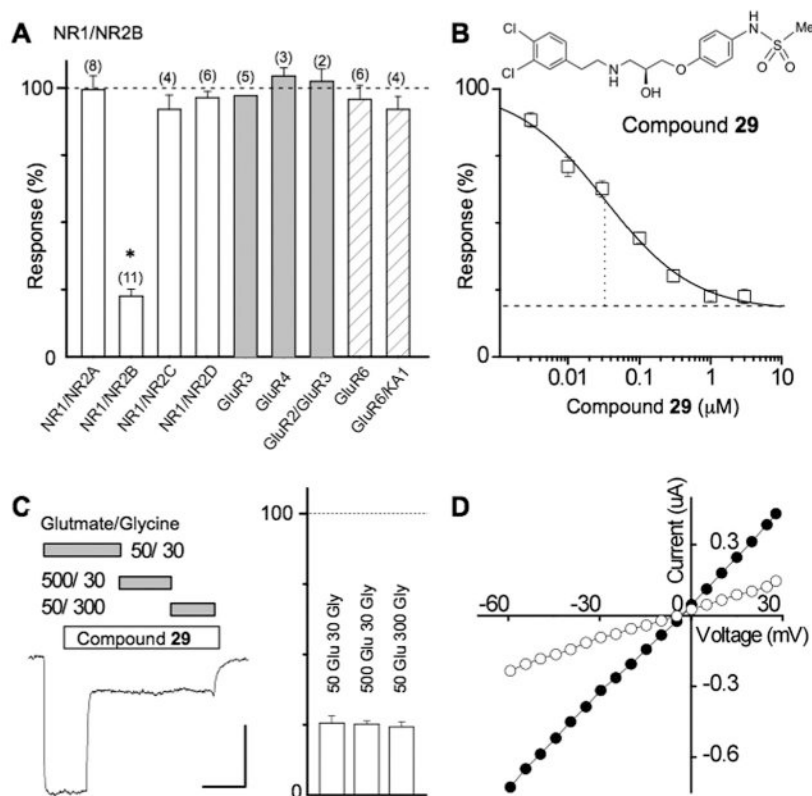 A
NR1/NR2B
Response (%)
100
0
(8)
*
(11)
(4)
(6)
(5)
(3)
(2)
(6)
(4)
NR1/NR2A
NR1/NR2B
NR1/NR2C
NR1/NR2D
GluR3
GluR4
GluR2/GluR3
GluR6
GluR6/KA1
B
Cl
Cl
N
H
OH
O
H
N
S
O
O
Me
Compound 29
Response (%)
100
0
0.01
0.1
1
10
Compound 29 (µM)
C
Glutmate/Glycine
50/ 30
500/ 30
50/ 300
Compound 29
100
0
50 Glu 30 Gly
500 Glu 30 Gly
50 Glu 300 Gly
D
Current (uA)
0.3
-60
-30
0
30
Voltage (mV)
-0.3
-0.6